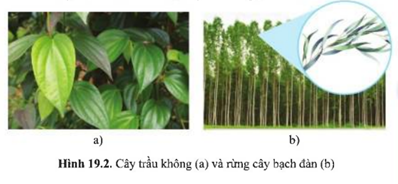 a) b)
Hình 19.2. Cây trầu không (a) và rừng cây bạch đàn (b)